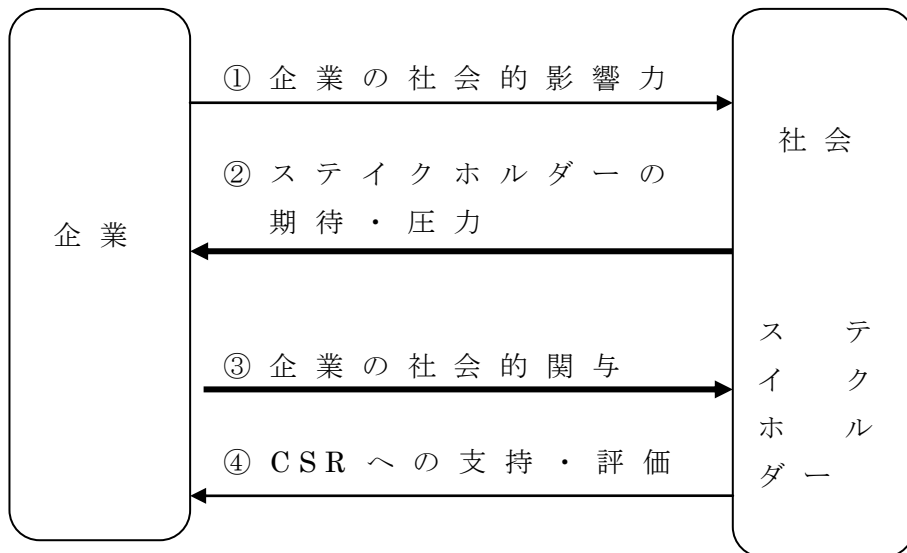 企業
①企業の社会的影響力
②ステイクホルダーの
期待・圧力
③企業の社会的関与
④CSRへの支持・評価
社会
ステ
イク
ホル
ダー